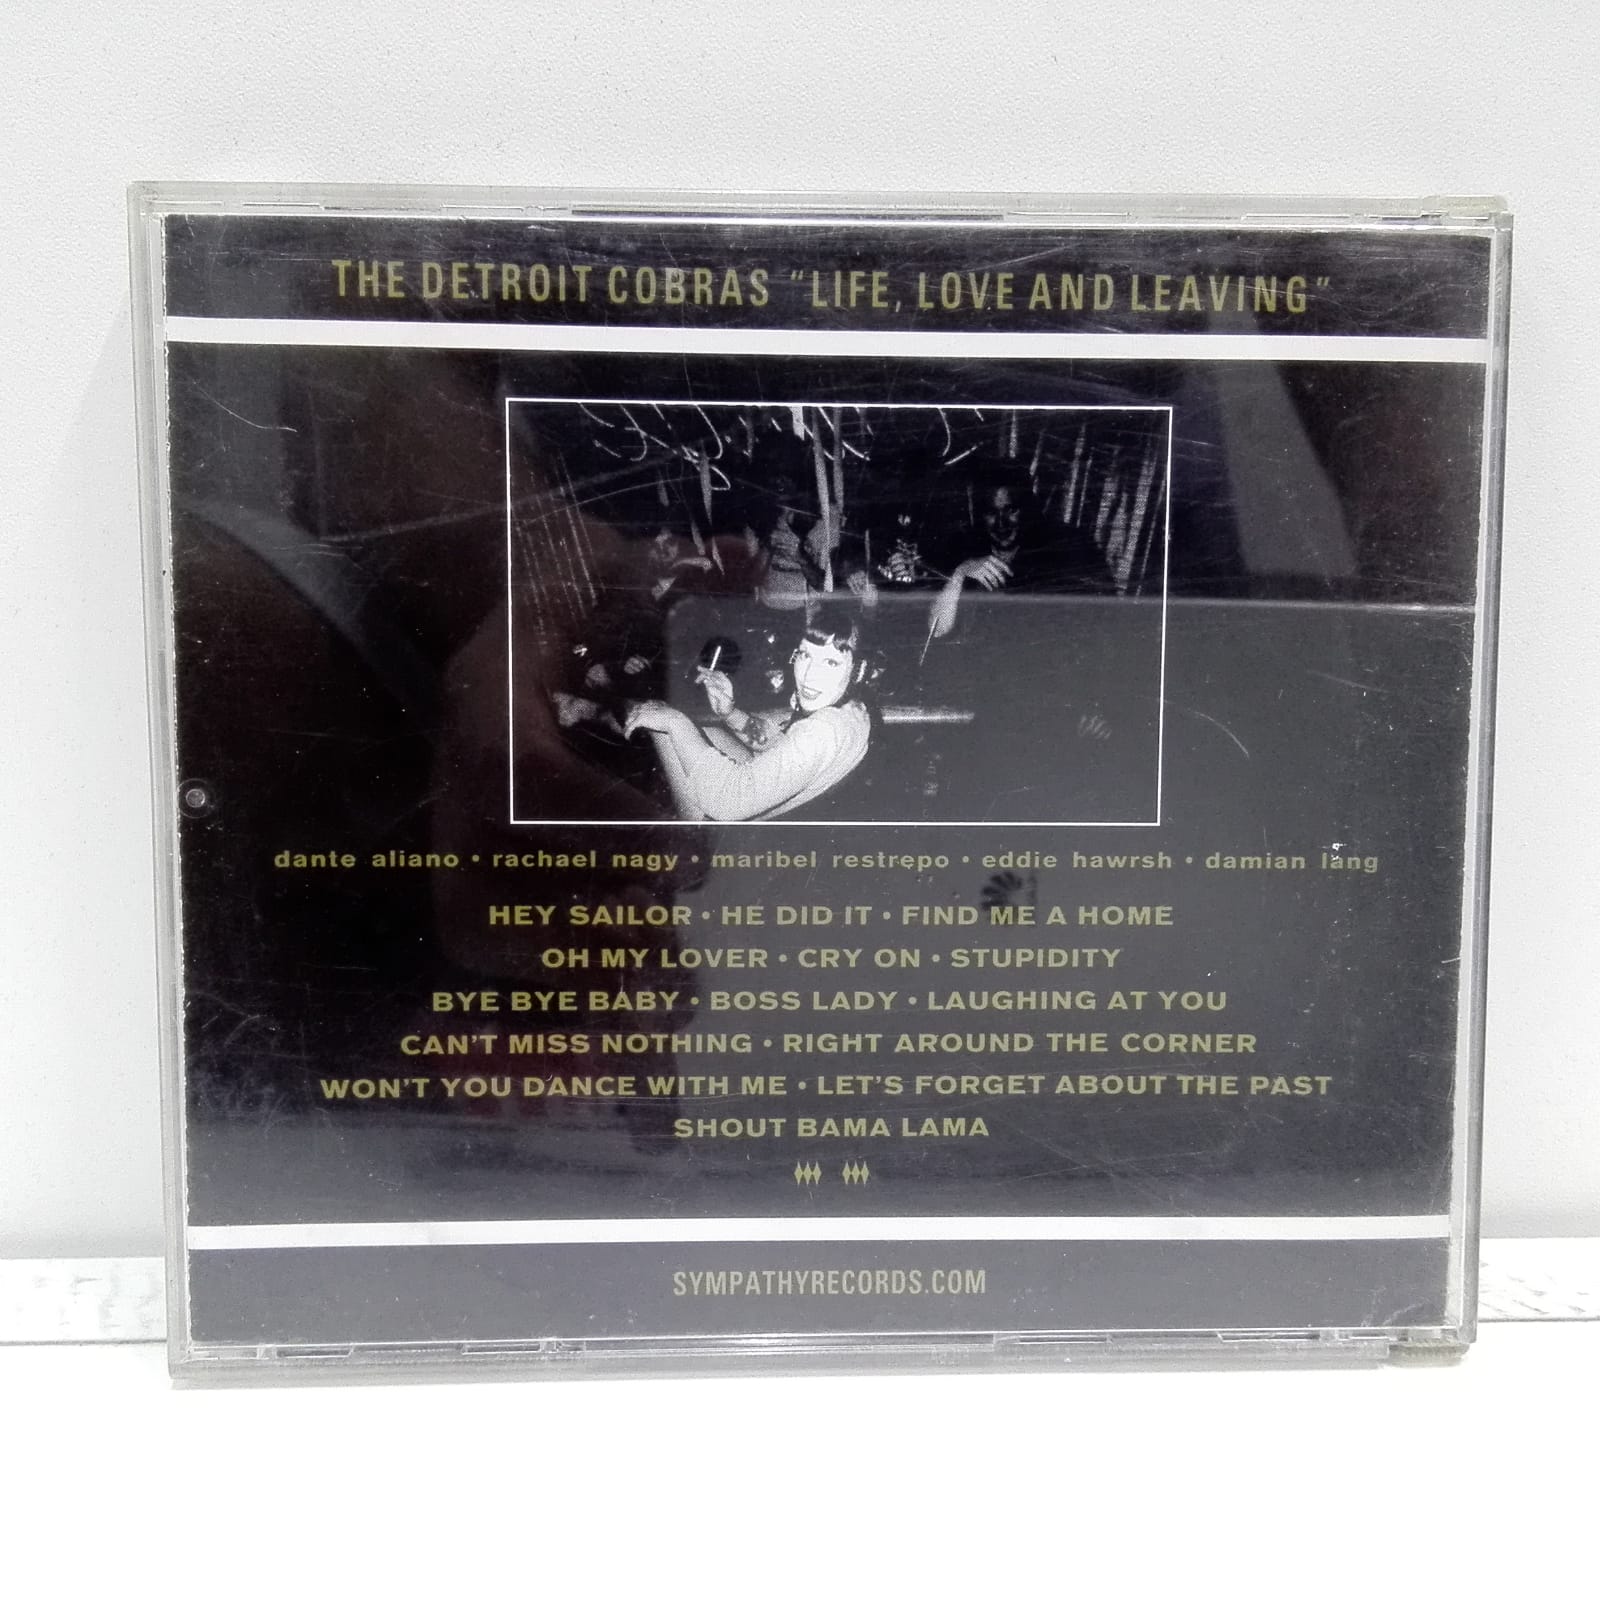 THE DETROIT COBRAS "LIFE, LOVE AND LEAVING"
dante aliano • rachael nagy • maribel restrepo • eddie hawrsh • damian lang
HEY SAILOR • HE DID IT • FIND ME A HOME
OH MY LOVER • CRY ON • STUPIDITY
BYE BYE BABY • BOSS LADY • LAUGHING AT YOU
CAN'T MISS NOTHING • RIGHT AROUND THE CORNER
WON'T YOU DANCE WITH ME • LET'S FORGET ABOUT THE PAST
SHOUT BAMA LAMA
SYMPATHYRECORDS.COM